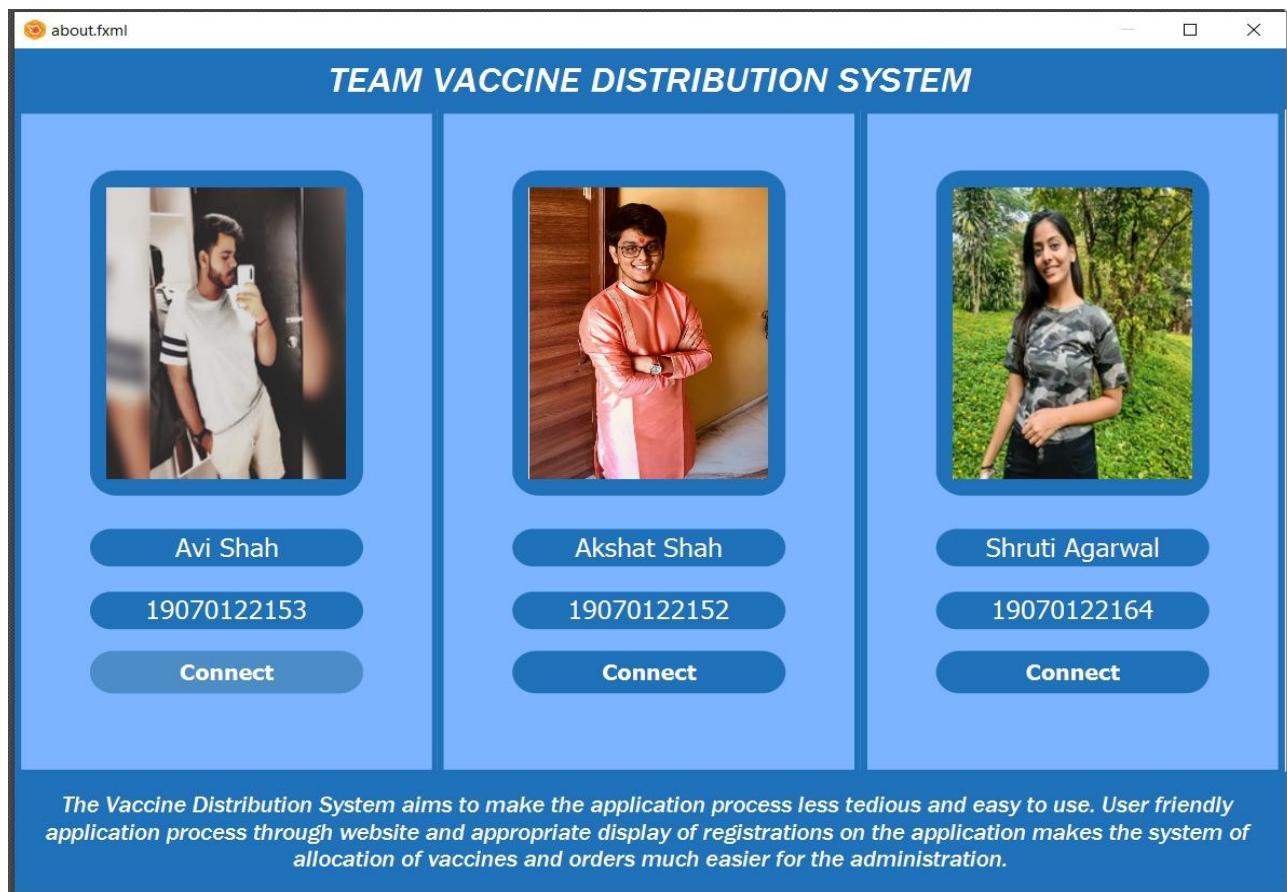 about.fxml
TEAM VACCINE DISTRIBUTION SYSTEM
Avi Shah
19070122153
Connect
Akshat Shah
19070122152
Connect
Shruti Agarwal
19070122164
Connect
The Vaccine Distribution System aims to make the application process less tedious and easy to use. User friendly
application process through website and appropriate display of registrations on the application makes the system of
allocation of vaccines and orders much easier for the administration.